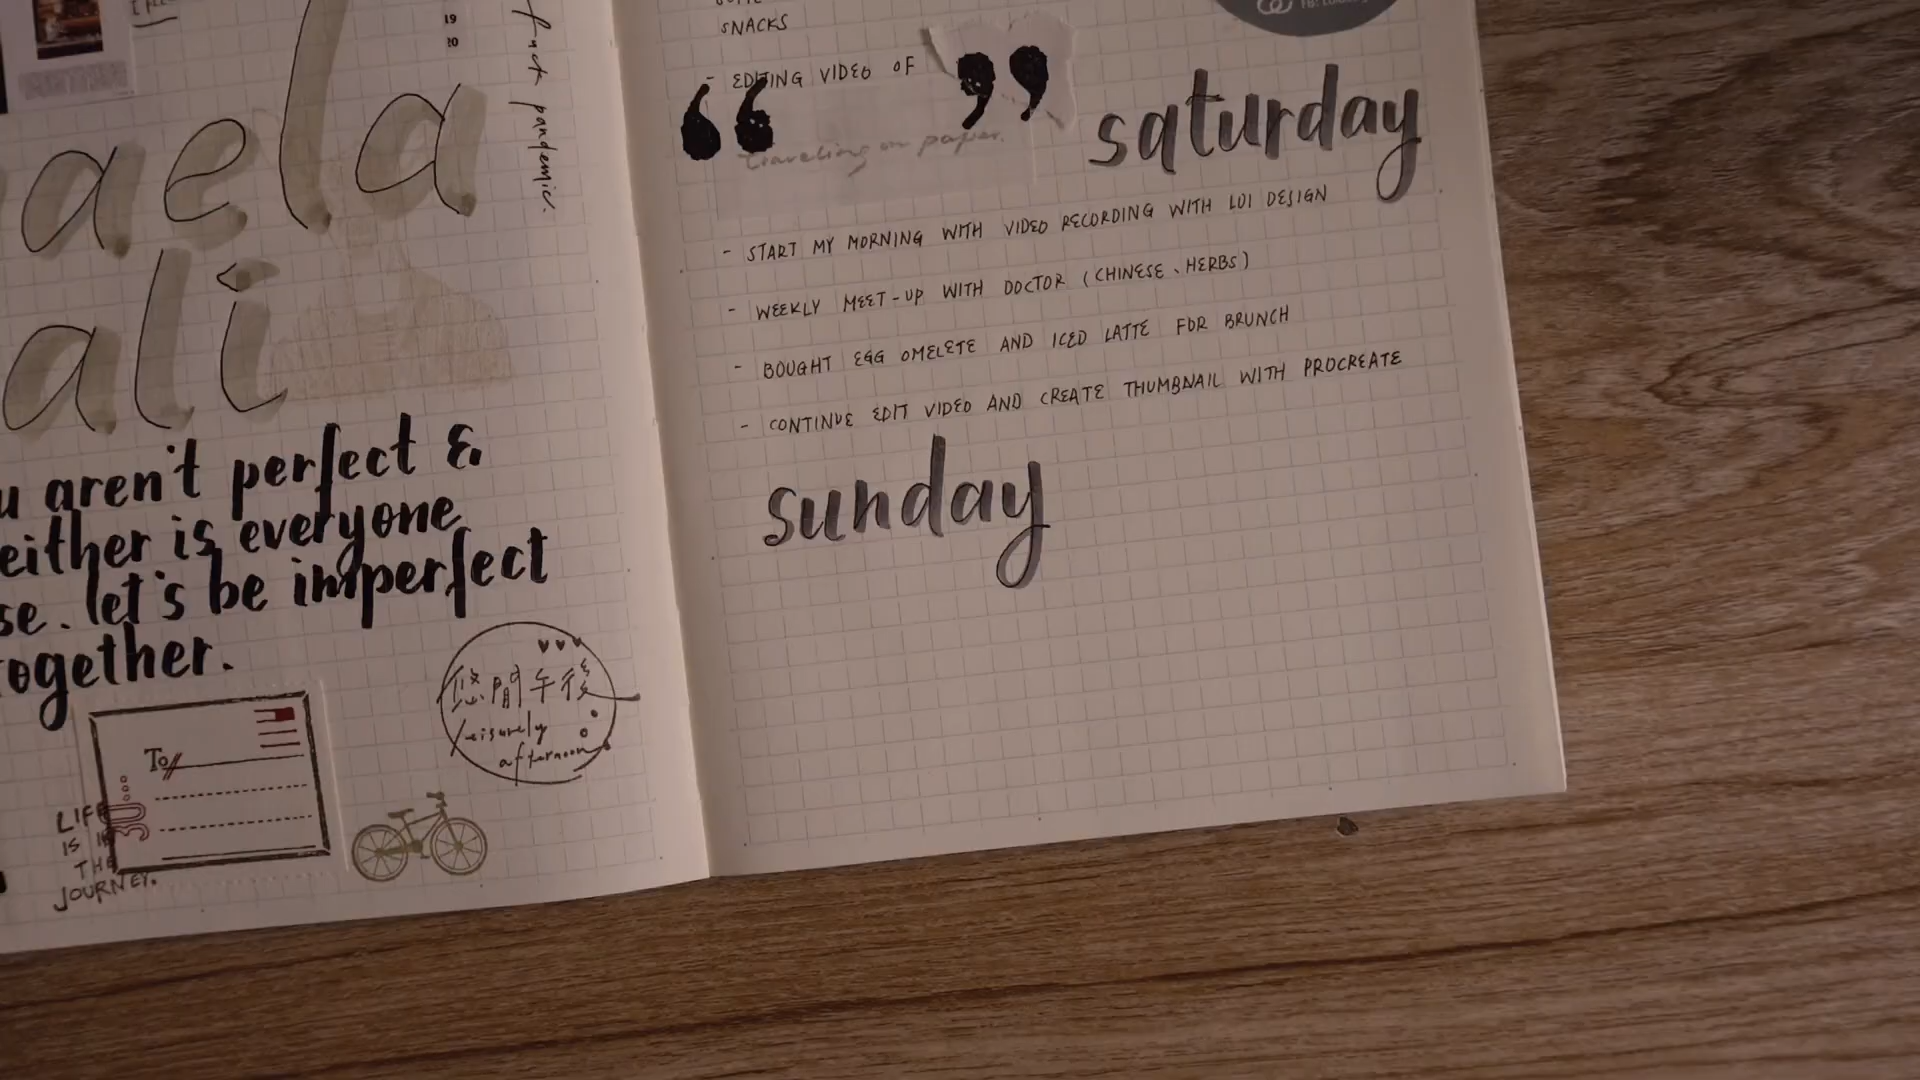 19
20
fuck pandemic.
aela
ali
u aren't perfect &
either is everyone
se. let's be imperfect
together.
悠閒午後
leisurely
afternoon
To
LIFE
IS IN
THE
JOURNEY.
SNACKS
- EDITING VIDEO OF
“ traveling on paper. ”
saturday
- START MY MORNING WITH VIDEO RECORDING WITH LOI DESIGN
- WEEKLY MEET-UP WITH DOCTOR (CHINESE、HERBS)
- BOUGHT EGG OMELETE AND ICED LATTE FOR BRUNCH
- CONTINUE EDIT VIDEO AND CREATE THUMBNAIL WITH PROCREATE
sunday